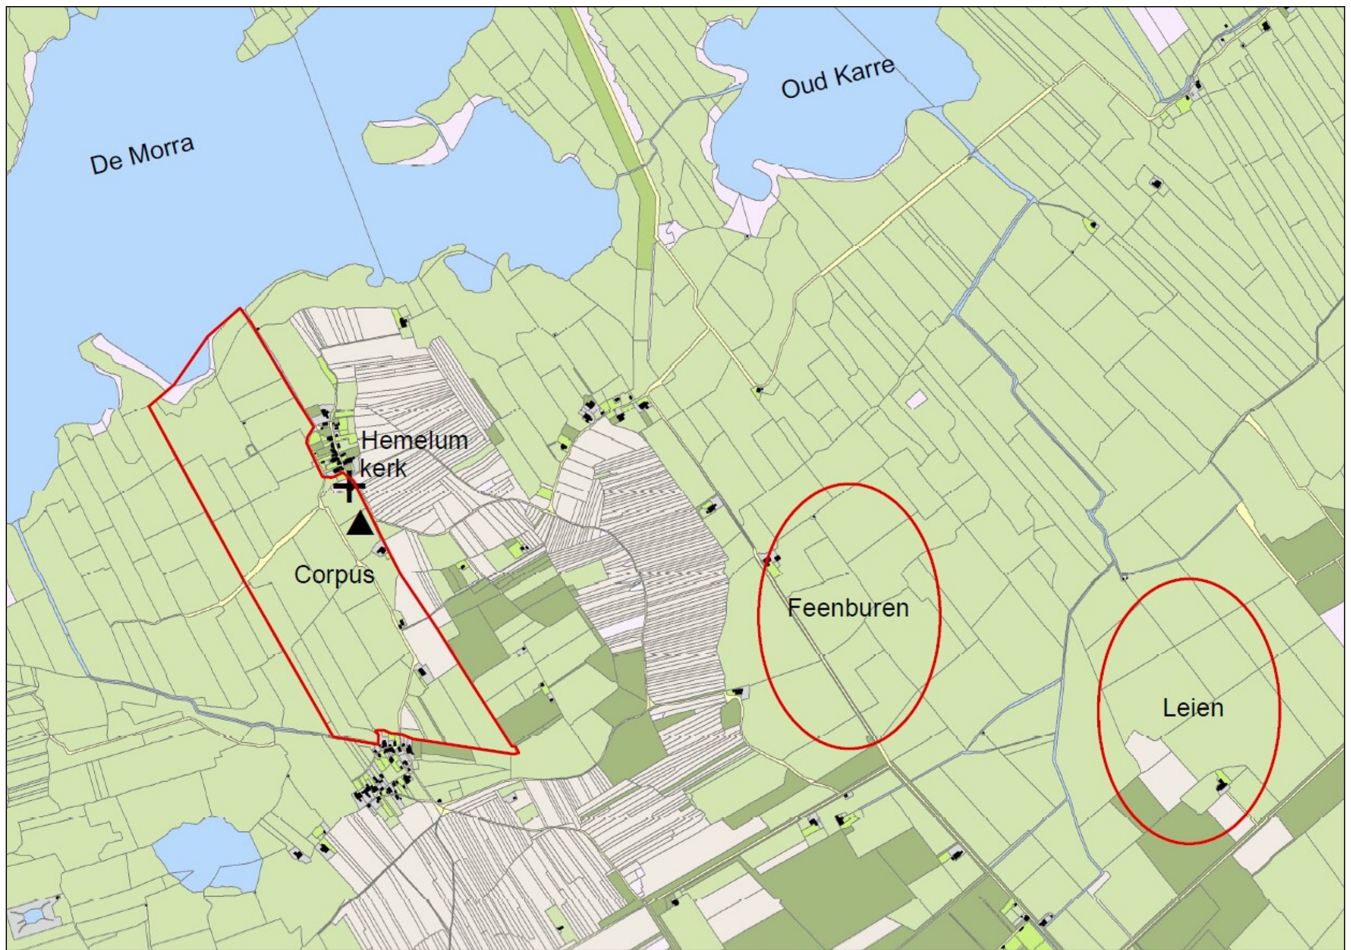 Oud Karre
De Morra
Hemelum
kerk
Corpus
Feenburen
Leien